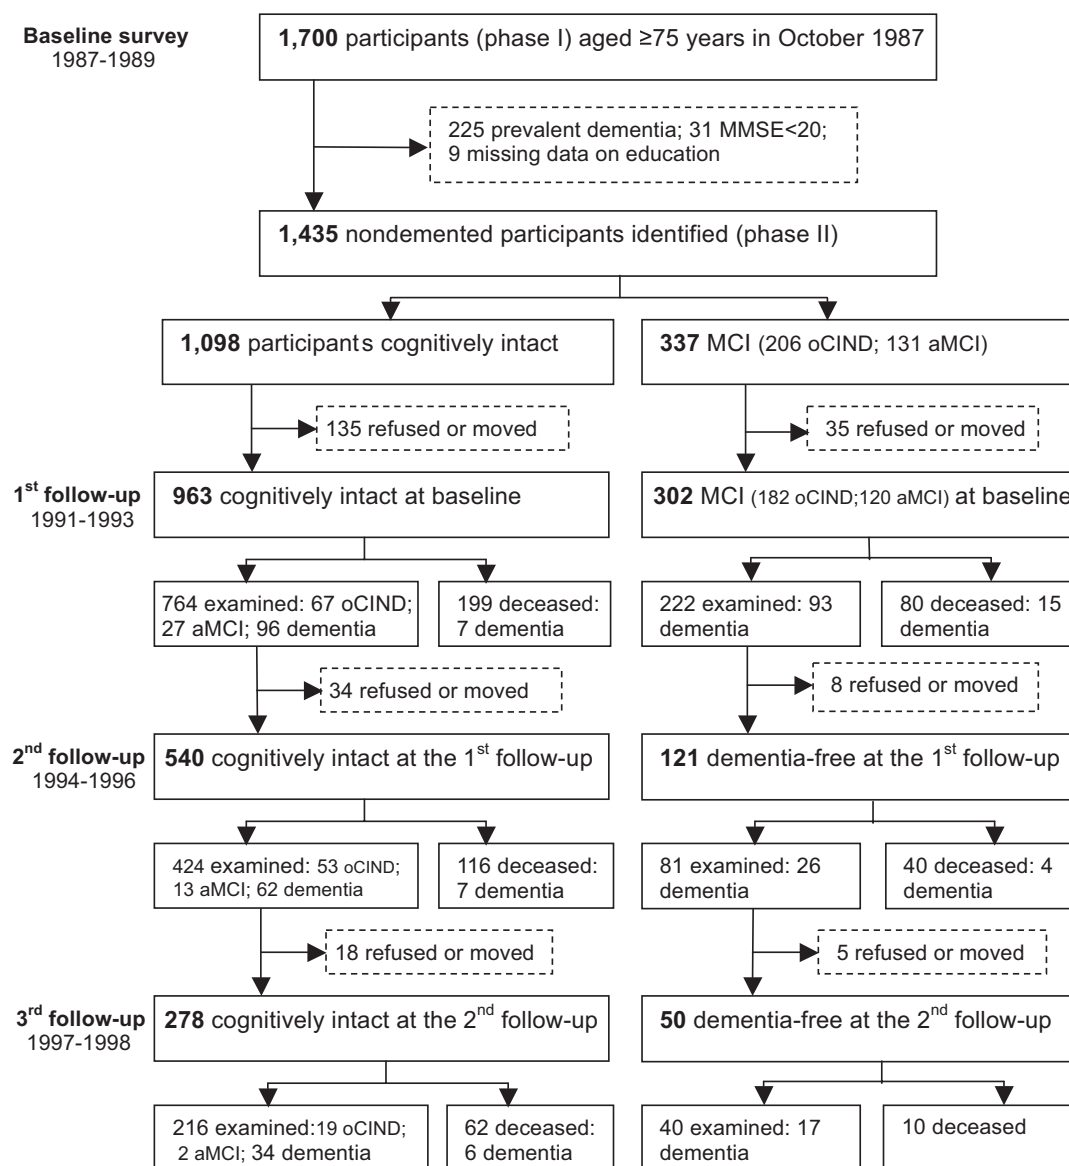 Baseline survey
1987-1989
1,700 participants (phase I) aged ≥75 years in October 1987
225 prevalent dementia; 31 MMSE<20;
9 missing data on education
1,435 nondemented participants identified (phase II)
1,098 participants cognitively intact
337 MCI (206 oCIND; 131 aMCI)
135 refused or moved
35 refused or moved
1st follow-up
1991-1993
963 cognitively intact at baseline
302 MCI (182 oCIND;120 aMCI) at baseline
764 examined: 67 oCIND;
27 aMCI; 96 dementia
199 deceased:
7 dementia
222 examined: 93
dementia
80 deceased: 15
dementia
34 refused or moved
8 refused or moved
2nd follow-up
1994-1996
540 cognitively intact at the 1st follow-up
121 dementia-free at the 1st follow-up
424 examined: 53 oCIND;
13 aMCI; 62 dementia
116 deceased:
7 dementia
81 examined: 26
dementia
40 deceased: 4
dementia
18 refused or moved
5 refused or moved
3rd follow-up
1997-1998
278 cognitively intact at the 2nd follow-up
50 dementia-free at the 2nd follow-up
216 examined:19 oCIND;
2 aMCI; 34 dementia
62 deceased:
6 dementia
40 examined: 17
dementia
10 deceased